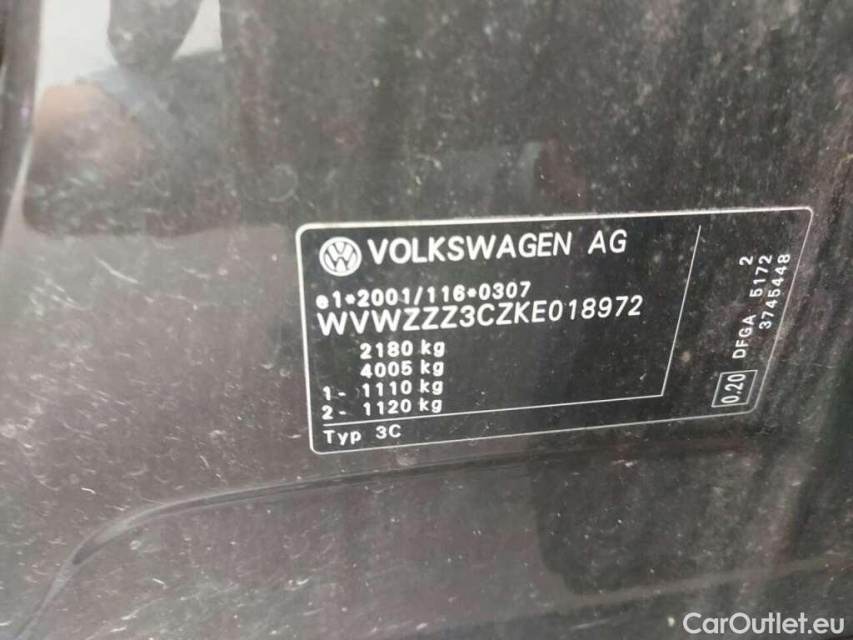 VOLKSWAGEN AG
e1*2001/116*0307
WVWZZZ3CZKE018972
2180 kg
4005 kg
1- 1110 kg
2- 1120 kg
Typ 3C
0.20 DFGA 5172 2
3745448
CarOutlet.eu